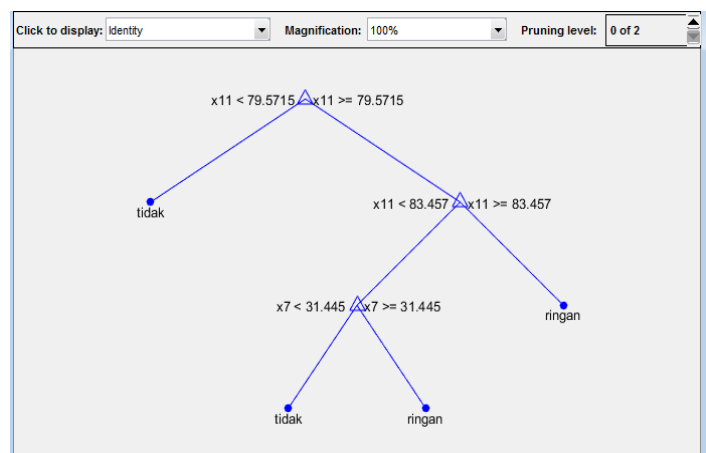 Click to display: Identity Magnification: 100% Pruning level: 0 of 2
x11 < 79.5715 x11 >= 79.5715
tidak
x11 < 83.457 x11 >= 83.457
x7 < 31.445 x7 >= 31.445
ringan
tidak
ringan